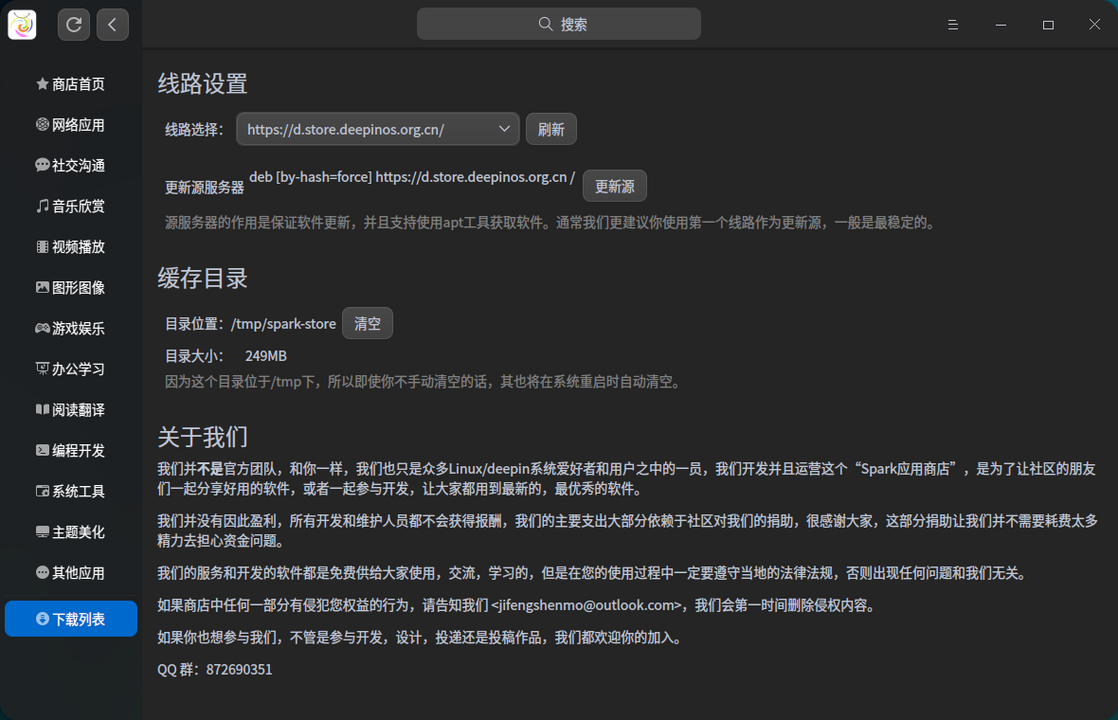 搜索
商店首页
网络应用
社交沟通
音乐欣赏
视频播放
图形图像
游戏娱乐
办公学习
阅读翻译
编程开发
系统工具
主题美化
其他应用
下载列表
线路设置
线路选择： https://d.store.deepinos.org.cn/ 刷新
更新源服务器 deb [by-hash=force] https://d.store.deepinos.org.cn / 更新源
源服务器的作用是保证软件更新，并且支持使用apt工具获取软件。通常我们更建议你使用第一个线路作为更新源，一般是最稳定的。
缓存目录
目录位置：/tmp/spark-store 清空
目录大小： 249MB
因为这个目录位于/tmp下，所以即使你不手动清空的话，其也将在系统重启时自动清空。
关于我们
我们并不是官方团队，和你一样，我们也只是众多Linux/deepin系统爱好者和用户之中的一员，我们开发并且运营这个“Spark应用商店”，是为了让社区的朋友
们一起分享好用的软件，或者一起参与开发，让大家都用到最新的，最优秀的软件。
我们并没有因此盈利，所有开发和维护人员都不会获得报酬，我们的主要支出大部分依赖于社区对我们的捐助，很感谢大家，这部分捐助让我们并不需要耗费太多
精力去担心资金问题。
我们的服务和开发的软件都是免费供给大家使用，交流，学习的，但是在您的使用过程中一定要遵守当地的法律法规，否则出现任何问题和我们无关。
如果商店中任何一部分有侵犯您权益的行为，请告知我们 <jifengshenmo@outlook.com>，我们会第一时间删除侵权内容。
如果你也想参与我们，不管是参与开发，设计，投递还是投稿作品，我们都欢迎你的加入。
QQ 群：872690351